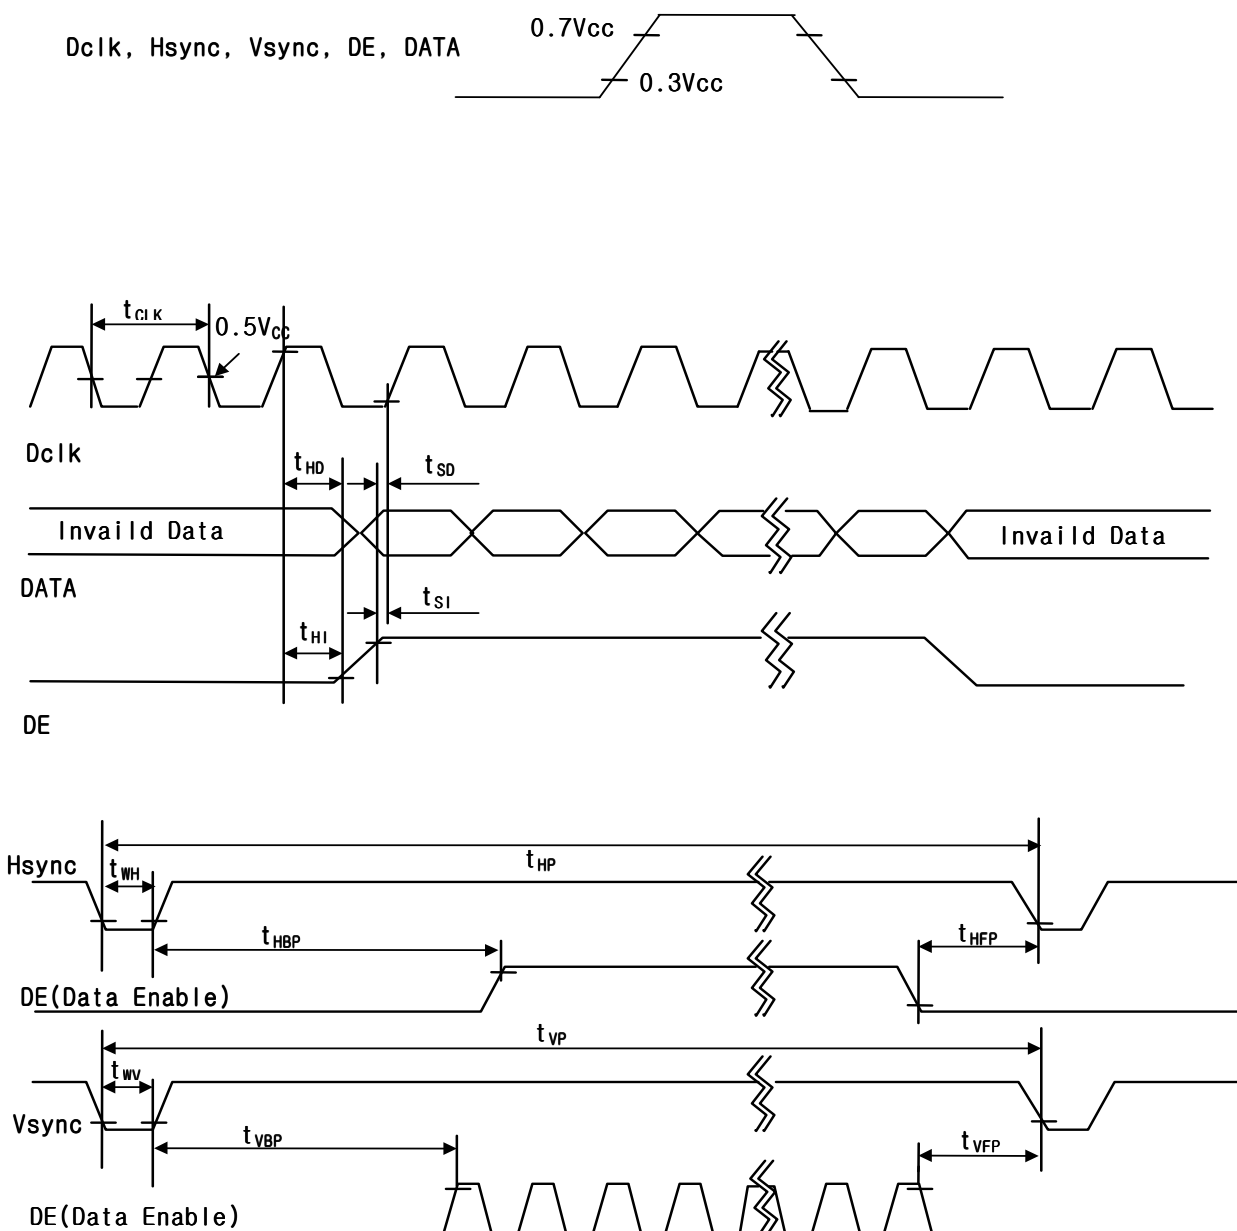 0.7Vcc
Dclk, Hsync, Vsync, DE, DATA
0.3Vcc
tCLK
0.5VCC
Dclk
tHD
tSD
Invaild Data
Invaild Data
DATA
tSI
tHI
DE
tHP
Hsync
tWH
tHBP
tHFP
DE(Data Enable)
tVP
tWV
Vsync
tVBP
tVFP
DE(Data Enable)